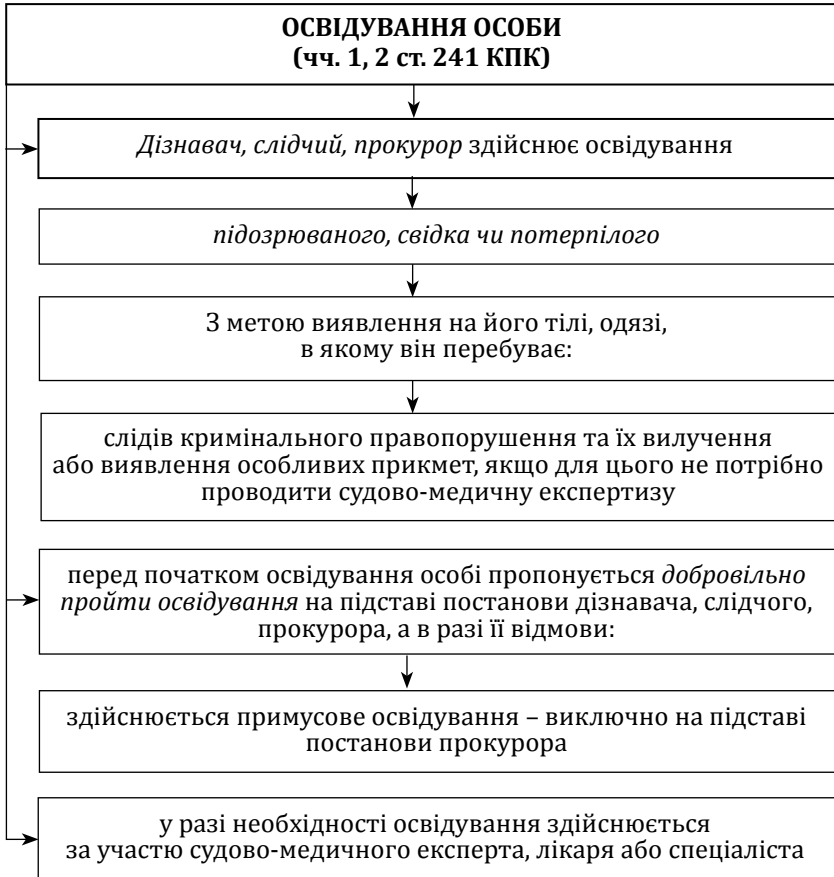 ОСВІДУВАННЯ ОСОБИ
(чч. 1, 2 ст. 241 КПК)
Дізнавач, слідчий, прокурор здійснює освідування
підозрюваного, свідка чи потерпілого
З метою виявлення на його тілі, одязі,
в якому він перебуває:
слідів кримінального правопорушення та їх вилучення
або виявлення особливих прикмет, якщо для цього не потрібно
проводити судово-медичну експертизу
перед початком освідування особі пропонується добровільно
пройти освідування на підставі постанови дізнавача, слідчого,
прокурора, а в разі її відмови:
здійснюється примусове освідування – виключно на підставі
постанови прокурора
у разі необхідності освідування здійснюється
за участю судово-медичного експерта, лікаря або спеціаліста